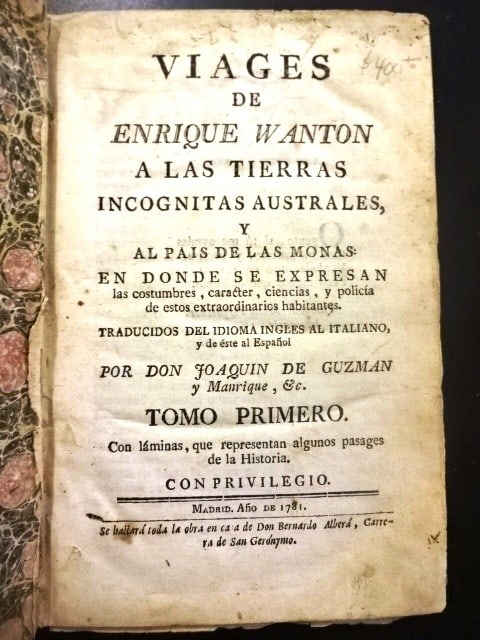 $ 400
VIAGES
DE
ENRIQUE WANTON
A LAS TIERRAS
INCOGNITAS AUSTRALES,
Y
AL PAIS DE LAS MONAS:
EN DONDE SE EXPRESAN
las costumbres, caracter, ciencias, y policía
de estos extraordinarios habitantes.
TRADUCIDOS DEL IDIOMA INGLES AL ITALIANO,
y de éste al Español
POR DON JOAQUIN DE GUZMAN
y Manrique, &c.
TOMO PRIMERO.
Con láminas, que representan algunos pasages
de la Historia.
CON PRIVILEGIO.
MADRID. AÑO DE 1781.
Se hallará toda la obra en casa de Don Bernardo Alberá, Carre-
ra de San Gerónymo.